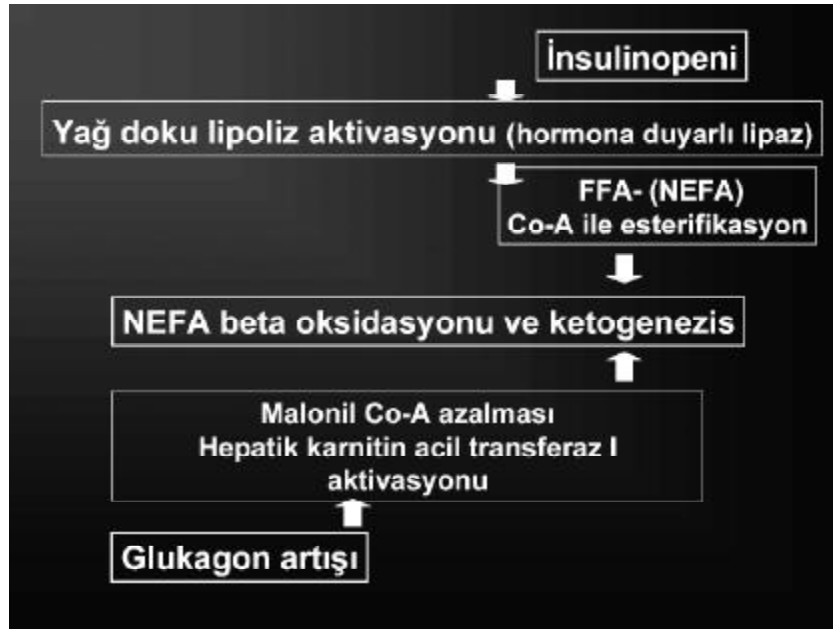 İnsulinopeni
Yağ doku lipoliz aktivasyonu (hormona duyarlı lipaz)
FFA- (NEFA)
Co-A ile esterifikasyon
NEFA beta oksidasyonu ve ketogenezis
Malonil Co-A azalması
Hepatik karnitin acil transferaz I
aktivasyonu
Glukagon artışı